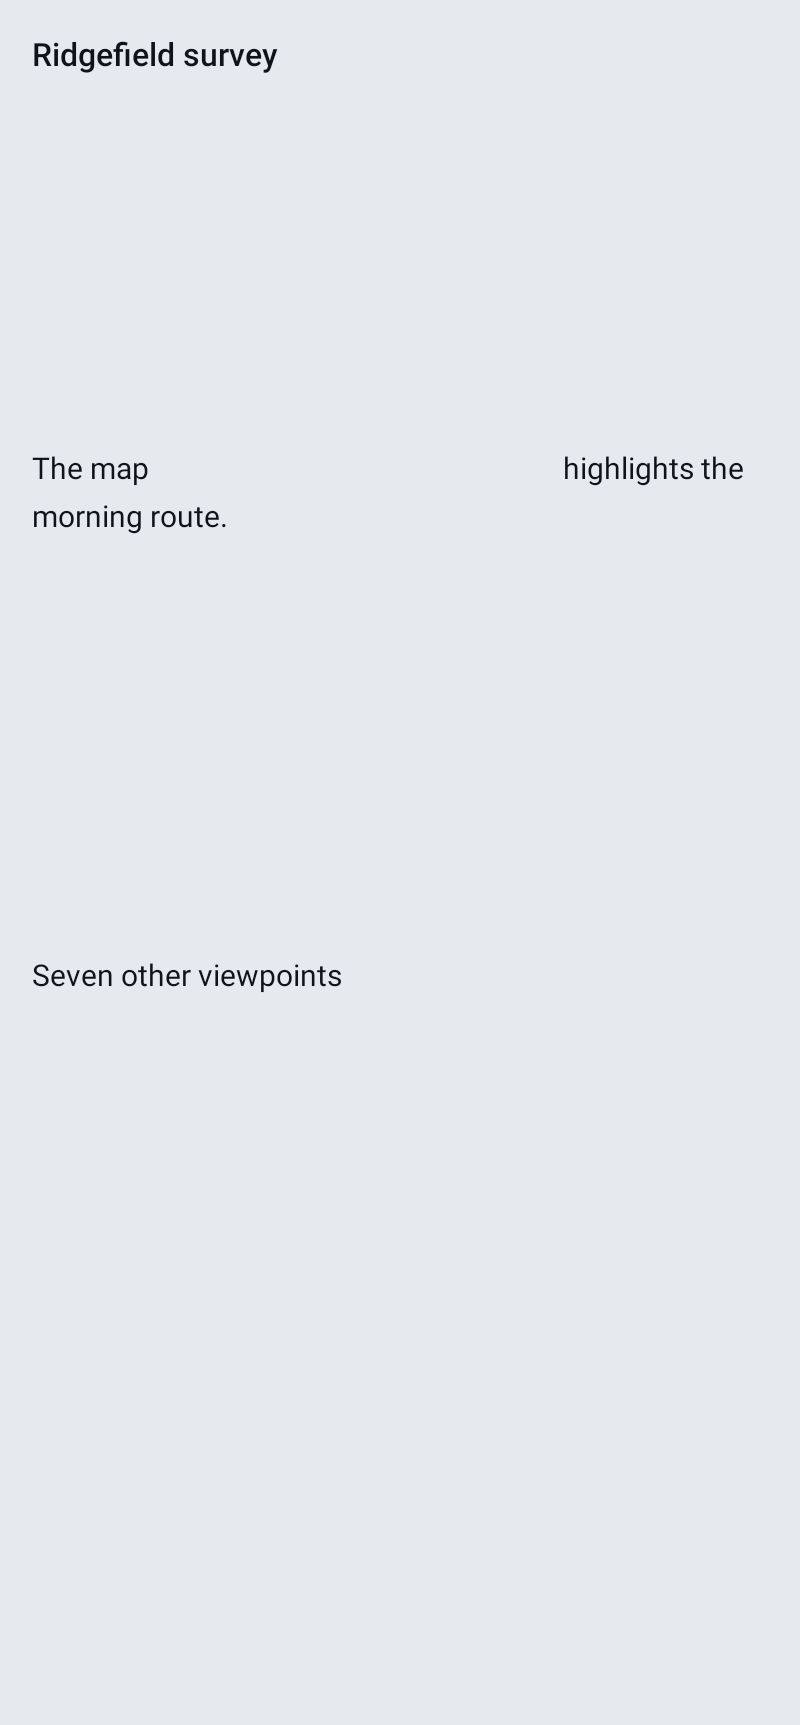 Ridgefield survey
The map highlights the
morning route.
Seven other viewpoints